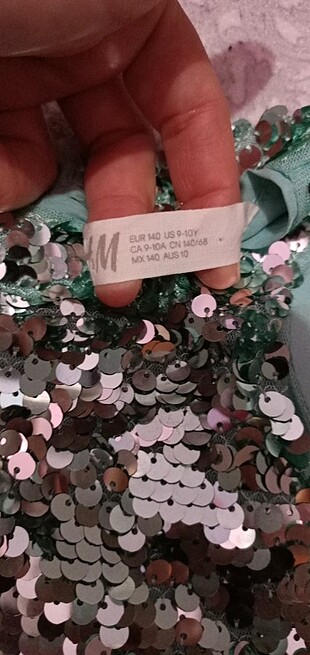 H&M
EUR 140 US 9-10Y
CA 9-10A CN 140/68
MX 140 AUS 10